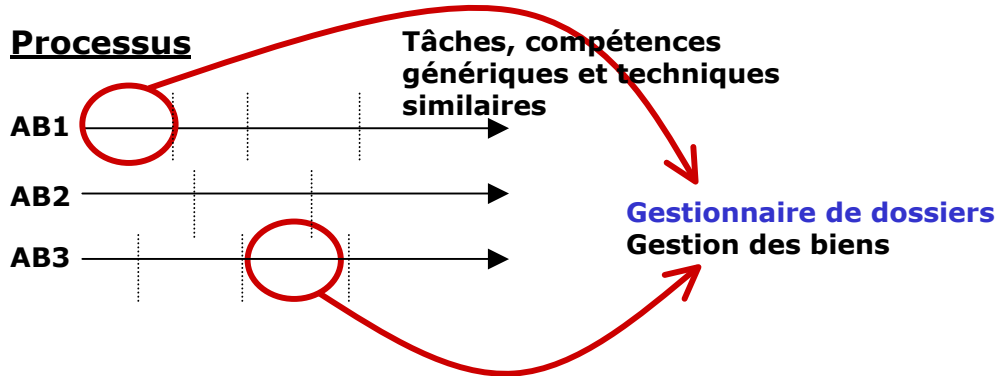 Processus
Tâches, compétences
génériques et techniques
similaires
AB1
AB2
AB3
Gestionnaire de dossiers
Gestion des biens